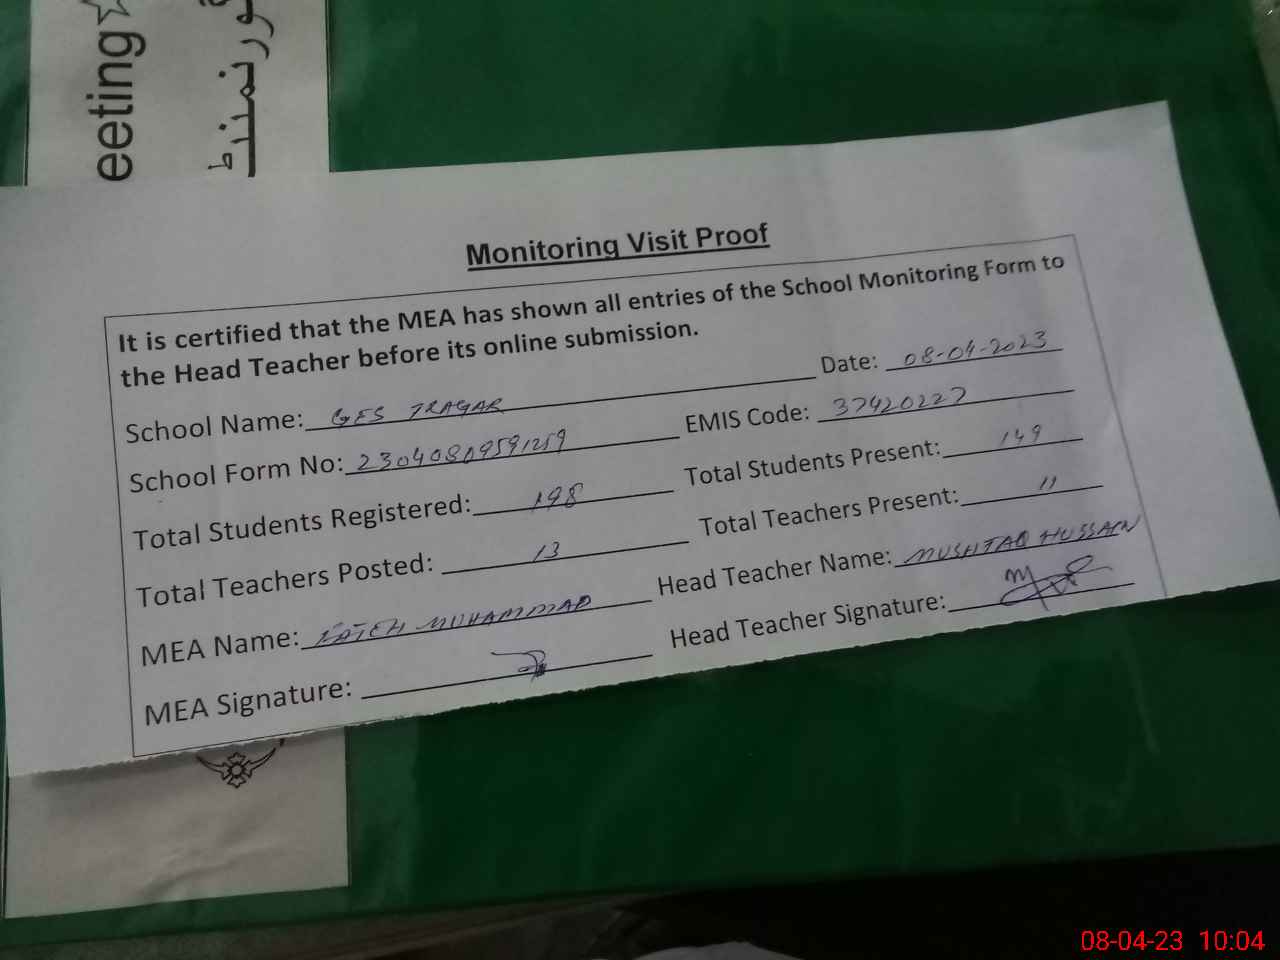 eeting☆
گورنمنٹ
Monitoring Visit Proof
It is certified that the MEA has shown all entries of the School Monitoring Form to
the Head Teacher before its online submission.
School Name: GES TRAGAR Date: 08-04-2023
School Form No: 23040809591259 EMIS Code: 37420227
Total Students Registered: 198 Total Students Present: 149
Total Teachers Posted: 13 Total Teachers Present: 11
MEA Name: FATEH MUHAMMAD Head Teacher Name: MUSHTAQ HUSSAIN
MEA Signature: Head Teacher Signature:
08-04-23 10:04